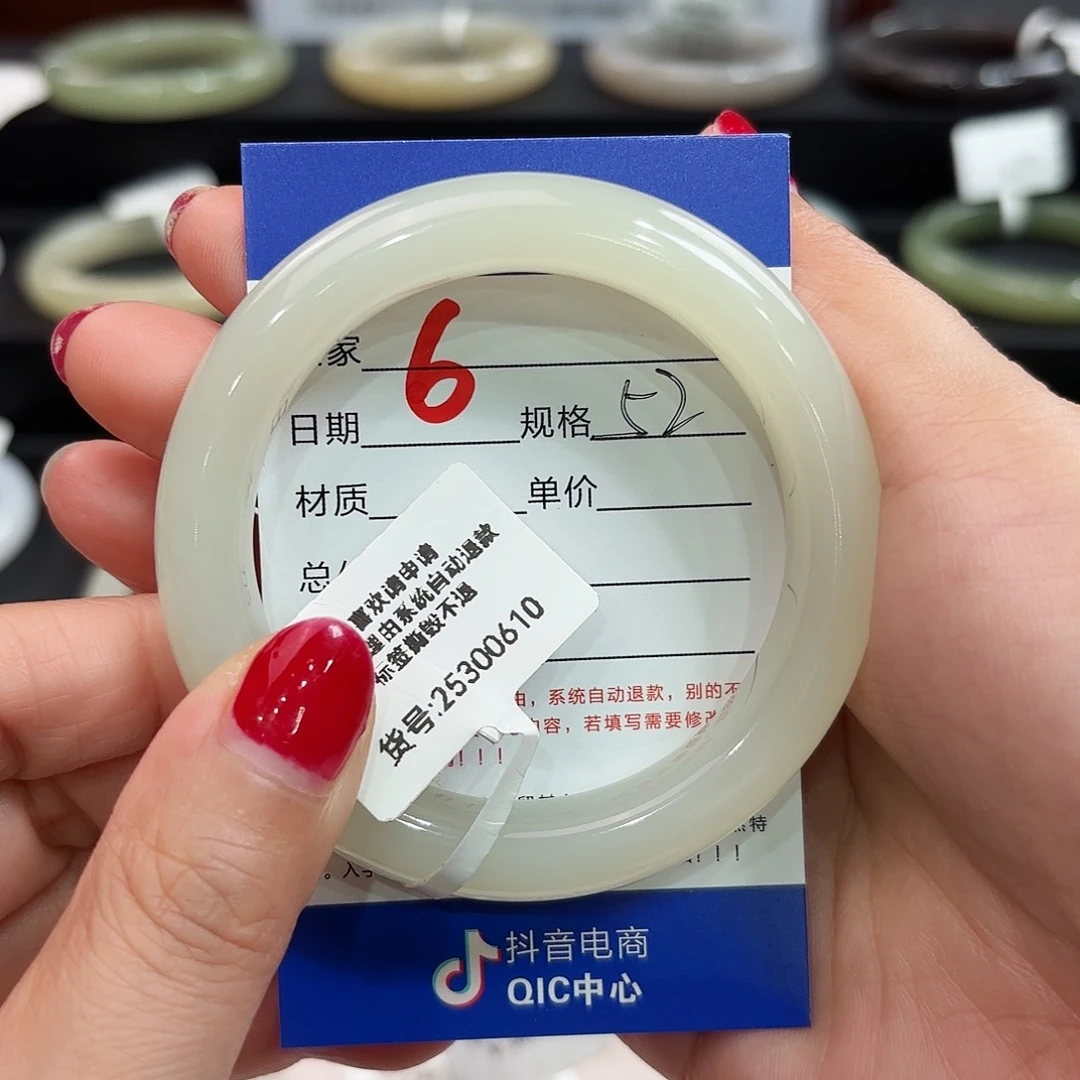 家 6
日期 规格 52
材质 单价
总
喜欢请申请
理由系统自动退款
标签撕毁不退
货号:25300610
由，系统自动退款，别的不
内容，若填写需要修改
！！！
特
！！！
抖音电商
QIC中心